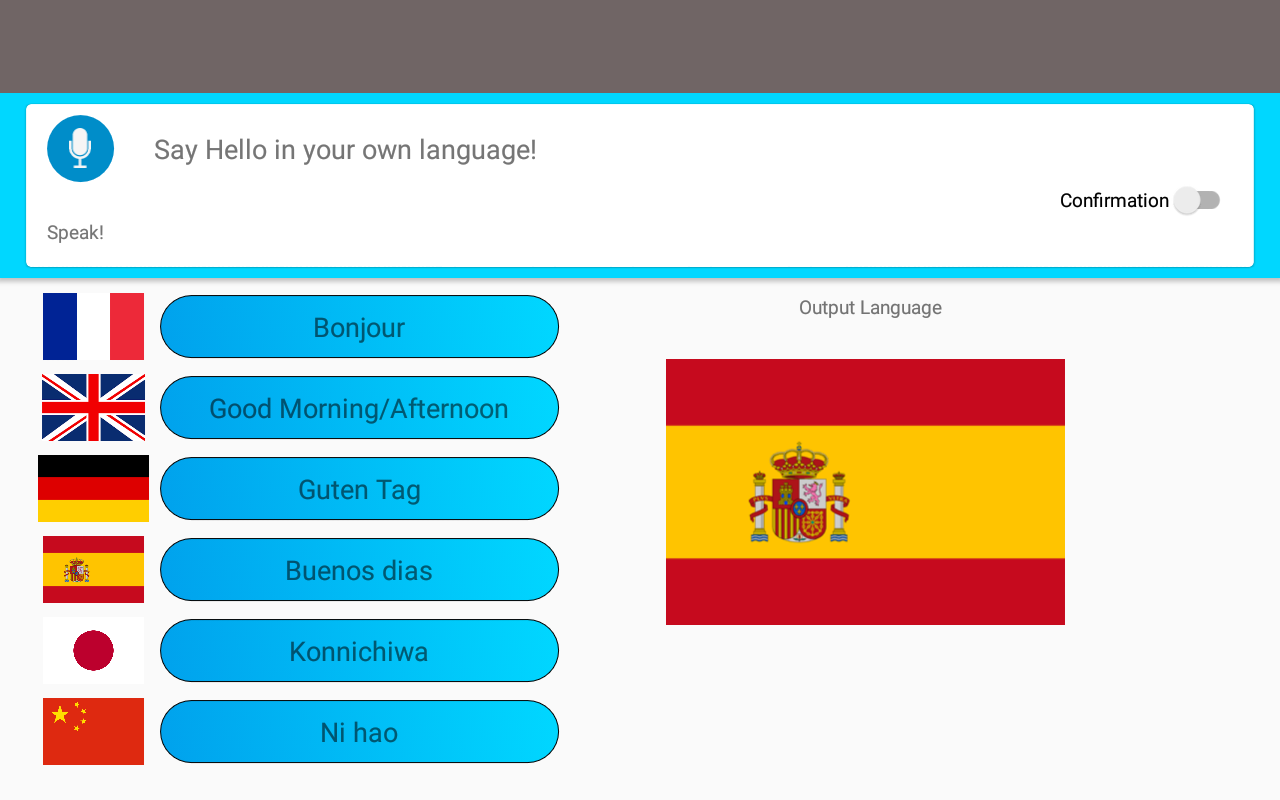 Say Hello in your own language!
Confirmation
Speak!
Output Language
Bonjour
Good Morning/Afternoon
Guten Tag
Buenos dias
Konnichiwa
Ni hao